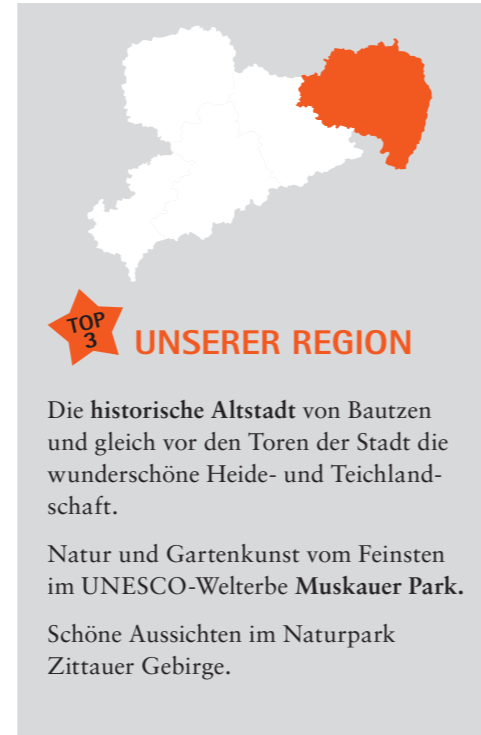 TOP
3
UNSERER REGION
Die historische Altstadt von Bautzen
und gleich vor den Toren der Stadt die
wunderschöne Heide- und Teichland-
schaft.
Natur und Gartenkunst vom Feinsten
im UNESCO-Welterbe Muskauer Park.
Schöne Aussichten im Naturpark
Zittauer Gebirge.